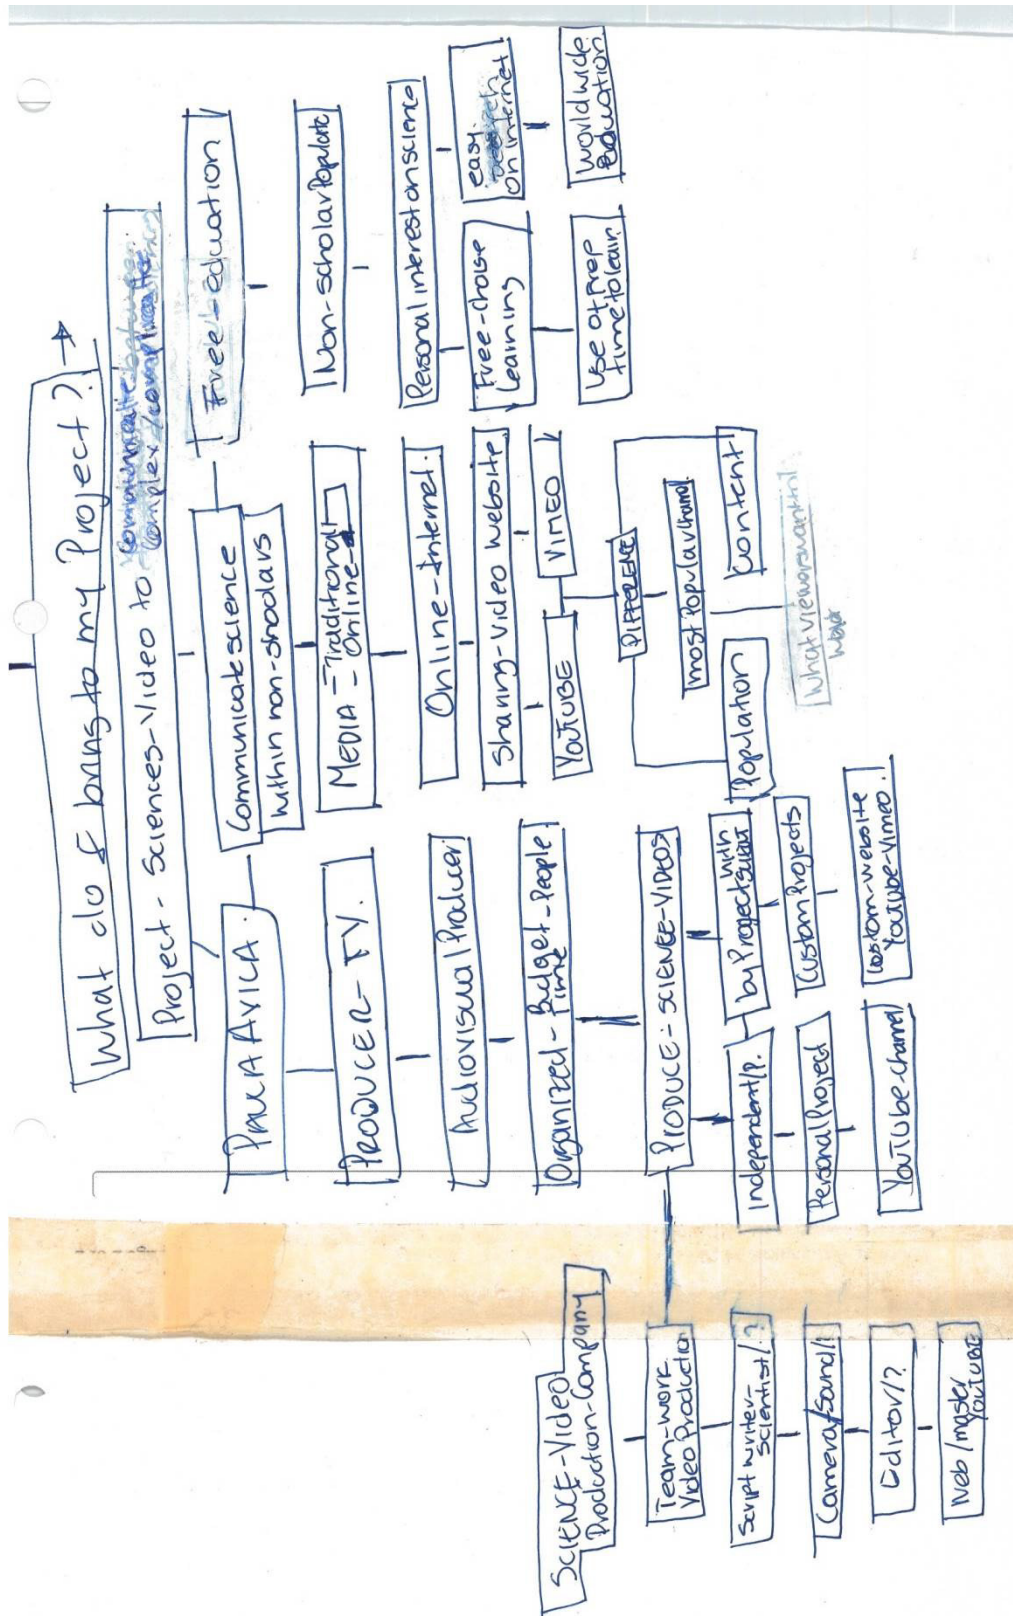 What do I bring to my Project?
Project - Sciences-Video to
Complex/
PAULA AVILA.
PRODUCER - TV.
Audiovisual Producer
Organized - Budget - People
Time
PRODUCE - SCIENCE-VIDEOS
Independent/P.
Personal Project
YouTube-channel
by Project
with
Custom Projects
Custom-website
YouTube-Vimeo..
SCIENCE-Video
Production-Company
Team-work
Video Production
Script writer-
Scientist/?
Camera/Sound/?
Editor/?
Web/master
YouTUBE
Communicate science
within non-sholars
MEDIA - Traditional
- Online -
Online-Internet.
Sharing-video website
YouTUBE
VIMEO
DIFFERENCE
Population
most Popular/channel
Content
What viewers want
Free-education
Non-scholar
Personal interest on science
Free-choise
learning
Use of
time to learn
easy.
on internet
worldwide
education